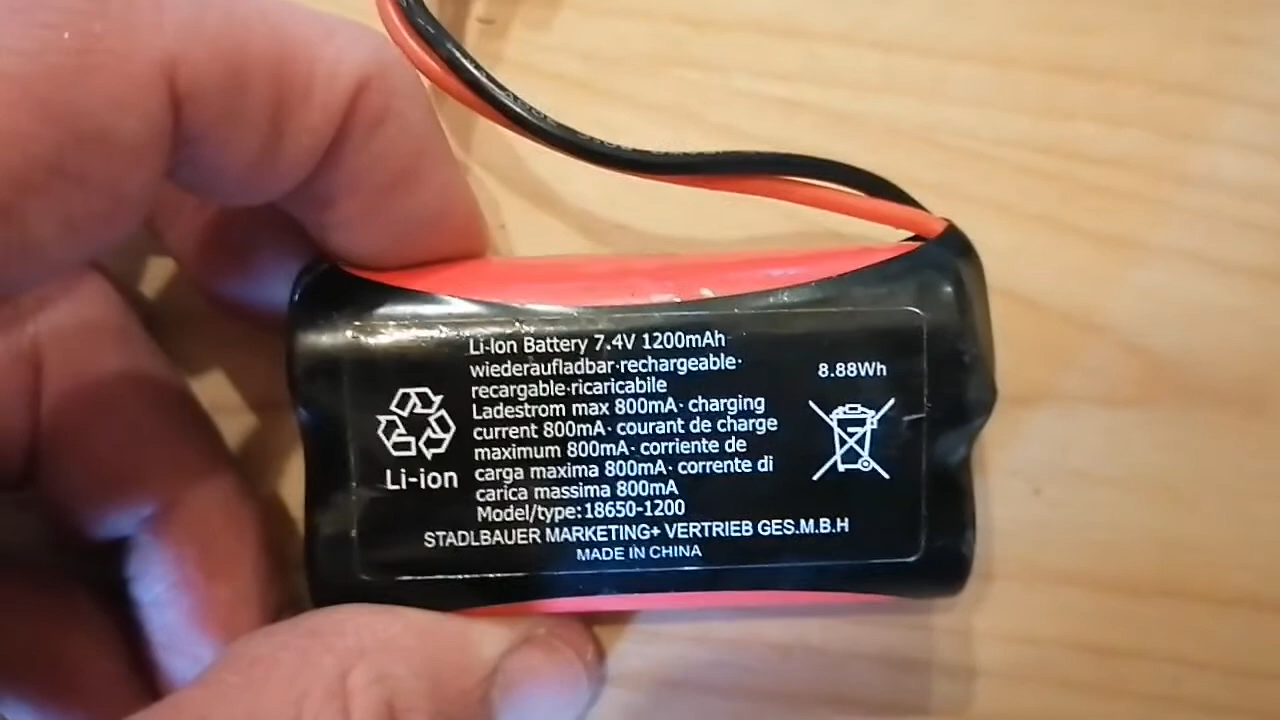 Li-Ion Battery 7.4V 1200mAh
wiederaufladbar·rechargeable·
recargable·ricaricabile
Ladestrom max 800mA· charging
current 800mA· courant de charge
maximum 800mA· corriente de
carga maxima 800mA· corrente di
carica massima 800mA
Model/type:18650-1200
Li-ion
8.88Wh
STADLBAUER MARKETING+ VERTRIEB GES.M.B.H
MADE IN CHINA